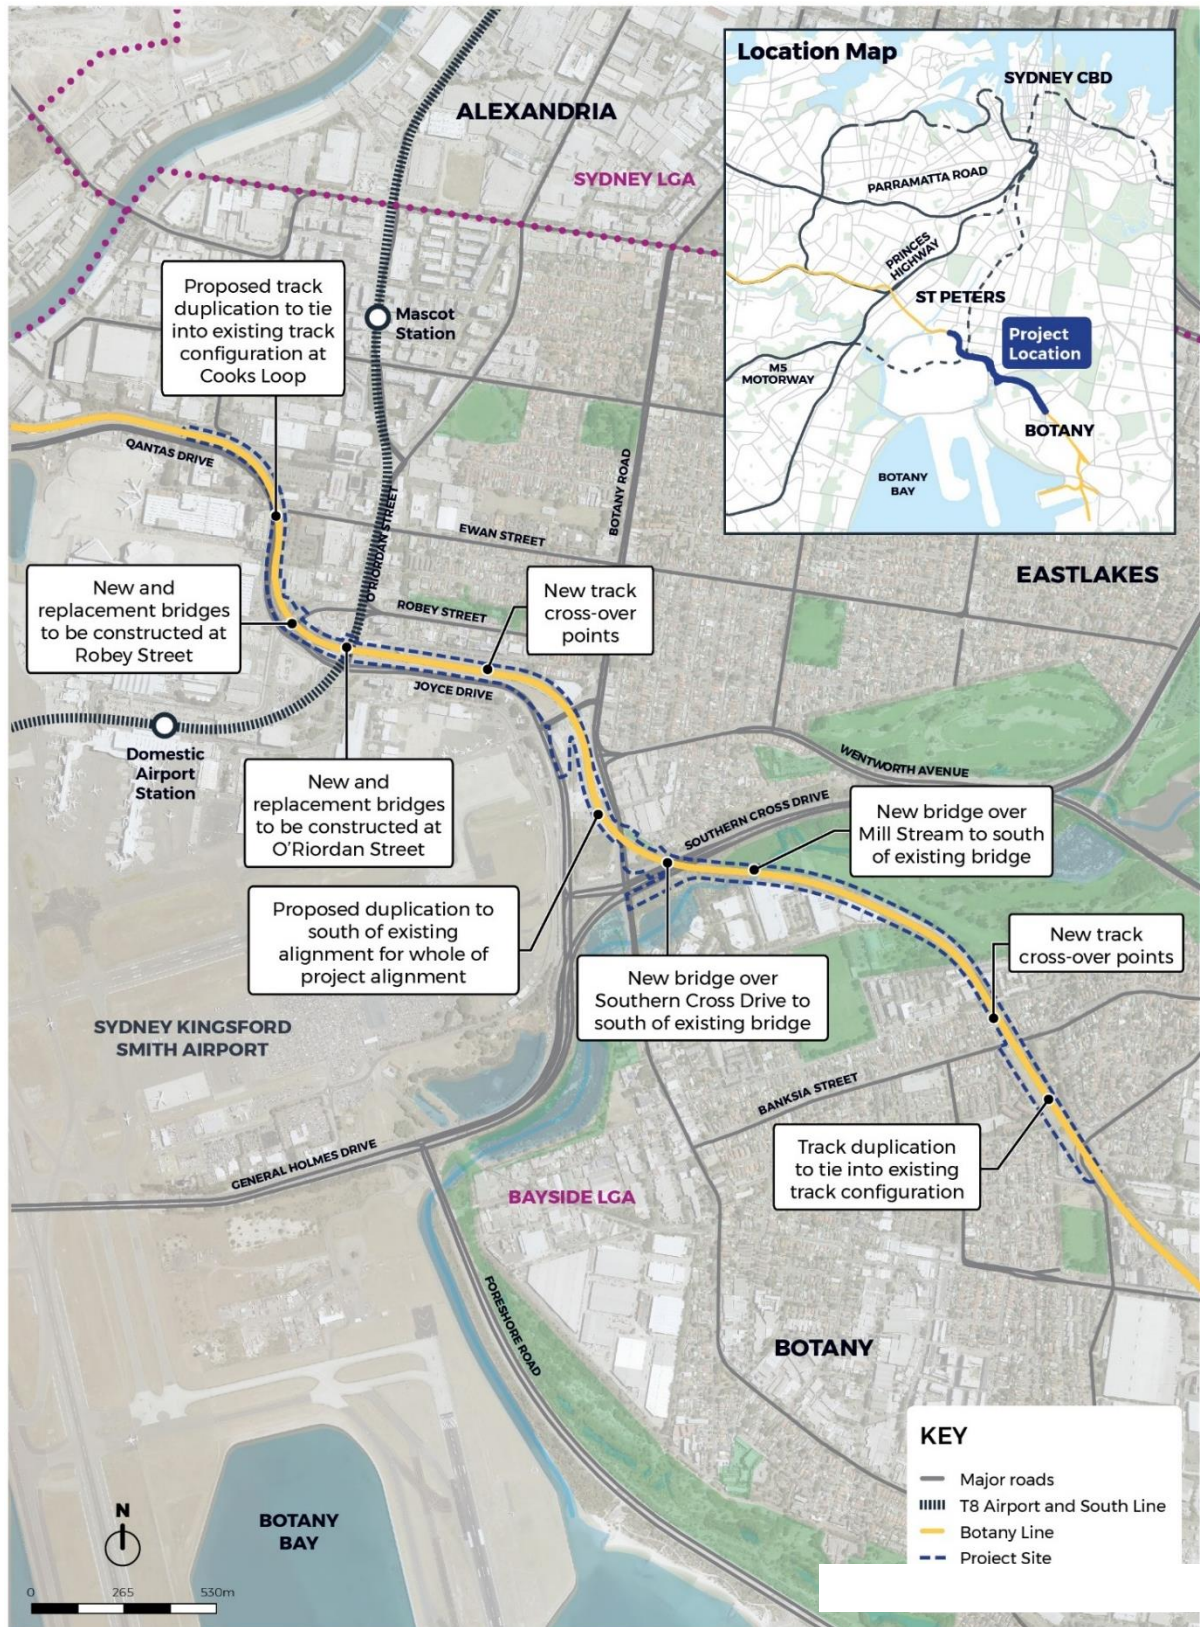 Location Map
SYDNEY CBD
PARRAMATTA ROAD
PRINCES
HIGHWAY
ST PETERS
Project
Location
M5
MOTORWAY
BOTANY
BOTANY
BAY
ALEXANDRIA
SYDNEY LGA
Proposed track
duplication to tie
into existing track
configuration at
Cooks Loop
Mascot
Station
QANTAS DRIVE
O'RIORDAN STREET
BOTANY ROAD
EWAN STREET
EASTLAKES
New and
replacement bridges
to be constructed at
Robey Street
ROBEY STREET
New track
cross-over
points
JOYCE DRIVE
Domestic
Airport
Station
New and
replacement bridges
to be constructed at
O'Riordan Street
WENTWORTH AVENUE
SOUTHERN CROSS DRIVE
New bridge over
Mill Stream to south
of existing bridge
Proposed duplication to
south of existing
alignment for whole of
project alignment
New bridge over
Southern Cross Drive to
south of existing bridge
New track
cross-over points
SYDNEY KINGSFORD
SMITH AIRPORT
BANKSIA STREET
Track duplication
to tie into existing
track configuration
GENERAL HOLMES DRIVE
BAYSIDE LGA
FORESHORE ROAD
BOTANY
BOTANY
BAY
N
0 265 530m
KEY
Major roads
T8 Airport and South Line
Botany Line
Project Site